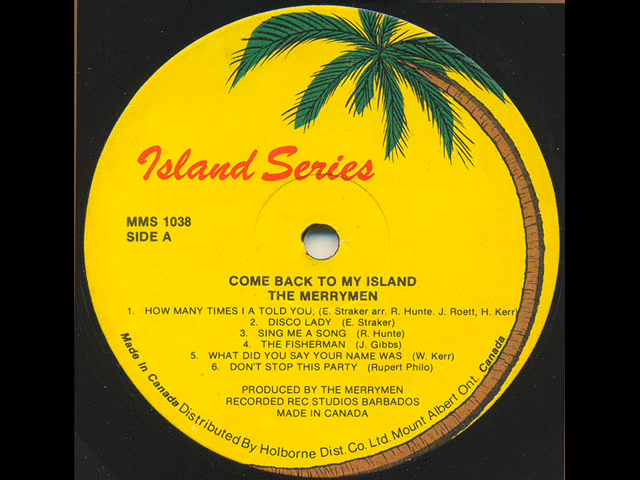 Island Series
MMS 1038
SIDE A
COME BACK TO MY ISLAND
THE MERRYMEN
1. HOW MANY TIMES I A TOLD YOU, (E. Straker arr. R. Hunte. J. Roett, H. Kerr)
2. DISCO LADY (E. Straker)
3. SING ME A SONG (R. Hunte)
4. THE FISHERMAN (J. Gibbs)
5. WHAT DID YOU SAY YOUR NAME WAS (W. Kerr)
6. DON'T STOP THIS PARTY (Rupert Philo)
PRODUCED BY THE MERRYMEN
RECORDED REC STUDIOS BARBADOS
MADE IN CANADA
Made In Canada Distributed By Holborne Dist. Co. Ltd. Mount Albert Ont. Canada